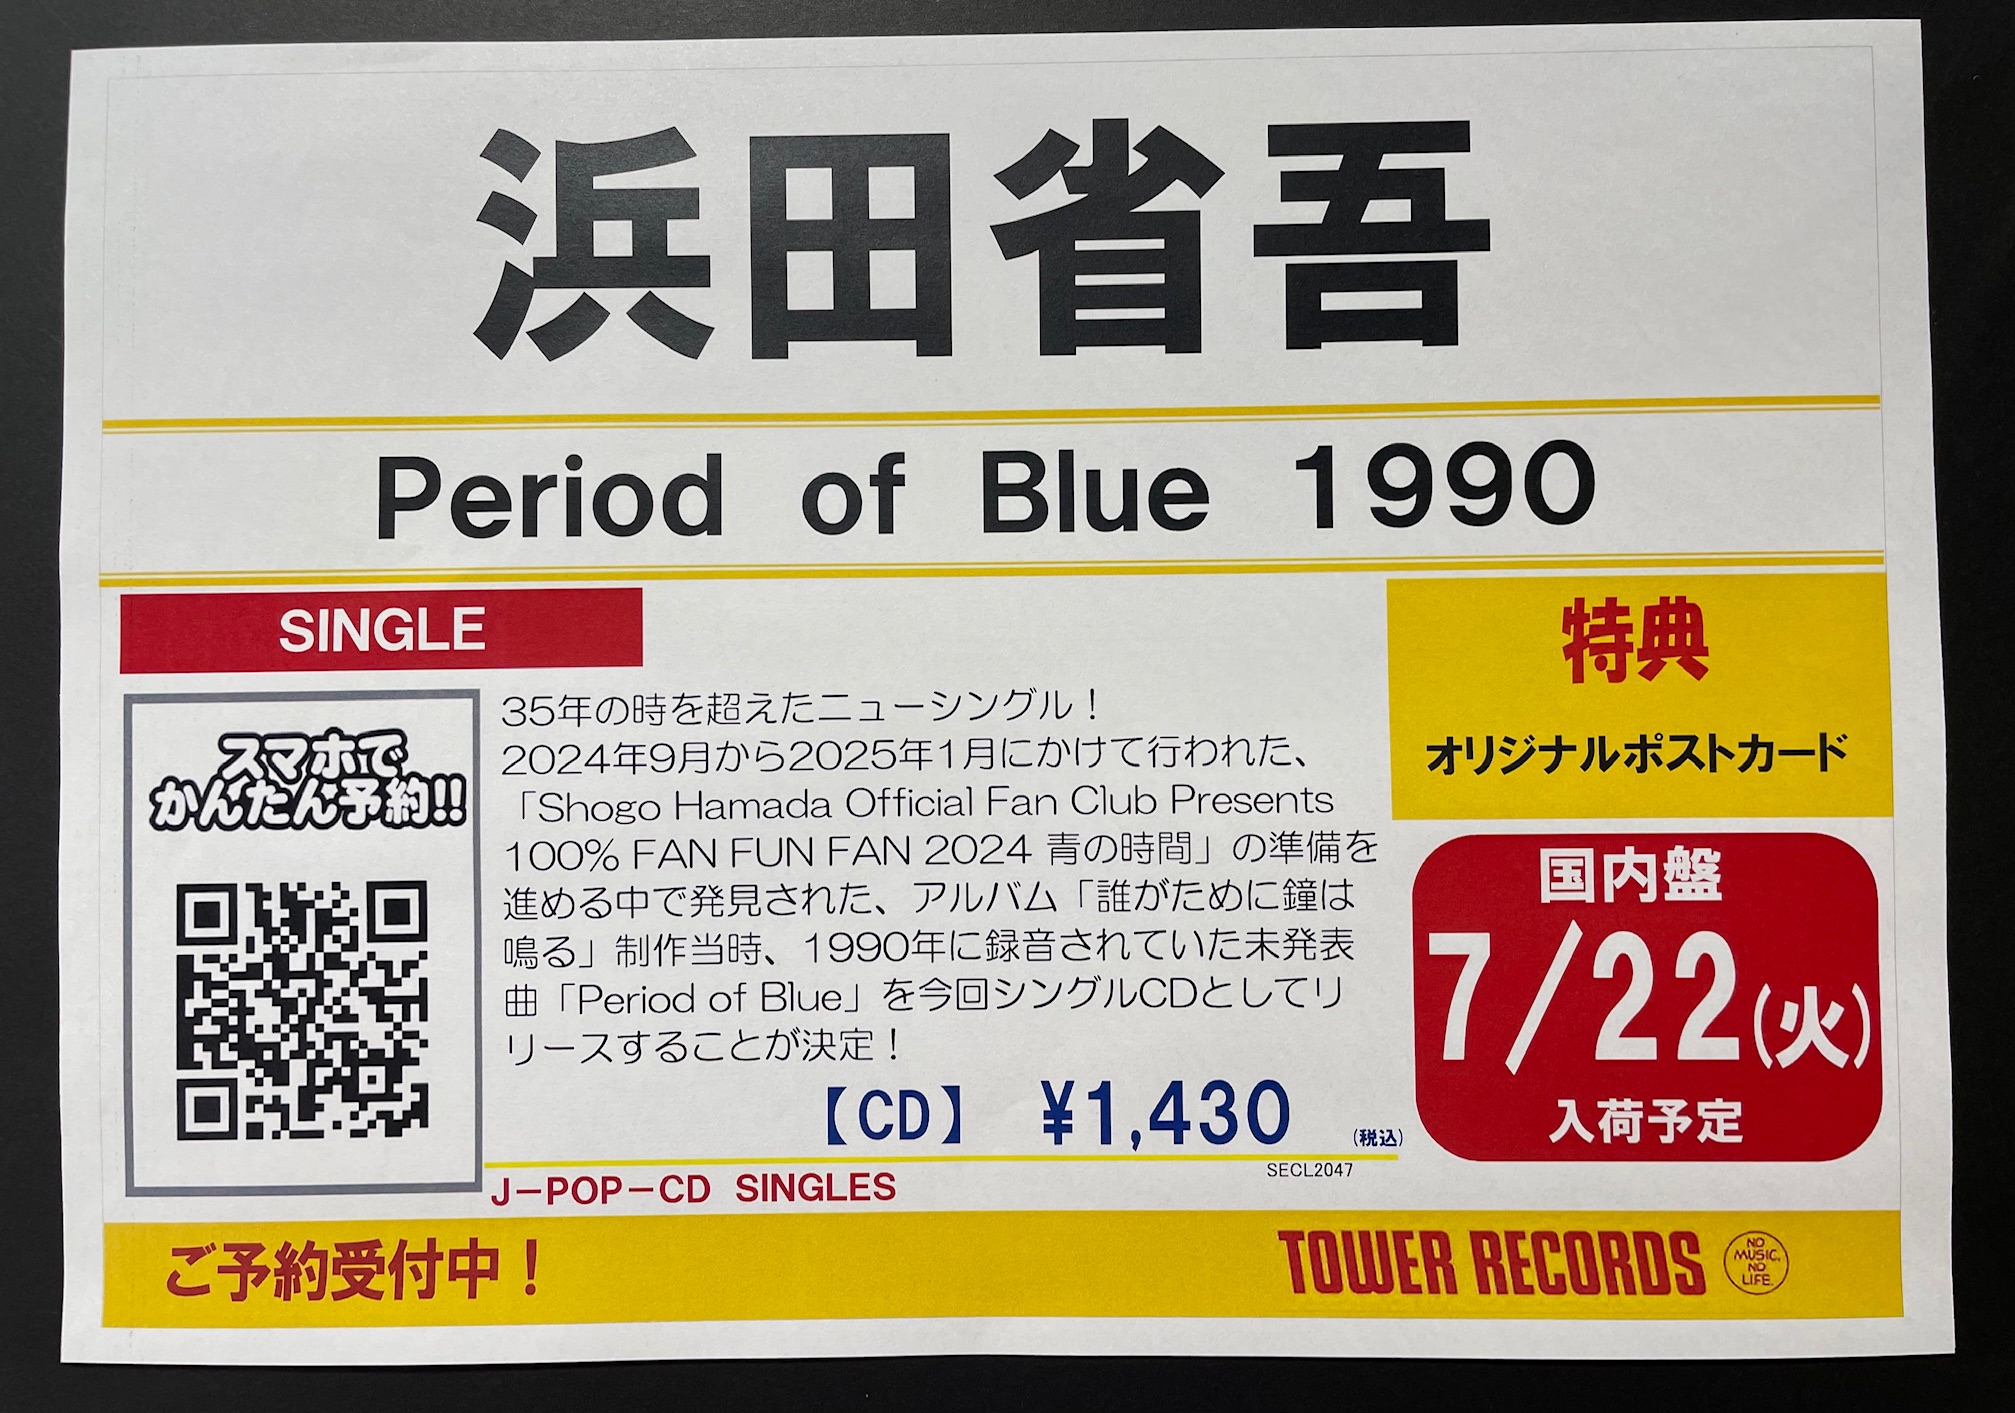 浜田省吾
Period of Blue 1990
SINGLE
特典
オリジナルポストカード
スマホで
かんたん予約!!
35年の時を超えたニューシングル！
2024年9月から2025年1月にかけて行われた、
「Shogo Hamada Official Fan Club Presents
100% FAN FUN FAN 2024 青の時間」の準備を
進める中で発見された、アルバム「誰がために鐘は
鳴る」制作当時、1990年に録音されていた未発表
曲「Period of Blue」を今回シングルCDとしてリ
リースすることが決定！
国内盤
7/22(火)
入荷予定
【CD】 ¥1,430 (税込)
SECL2047
J－POP－CD SINGLES
ご予約受付中！
TOWER RECORDS
NO
MUSIC.
NO
LIFE.